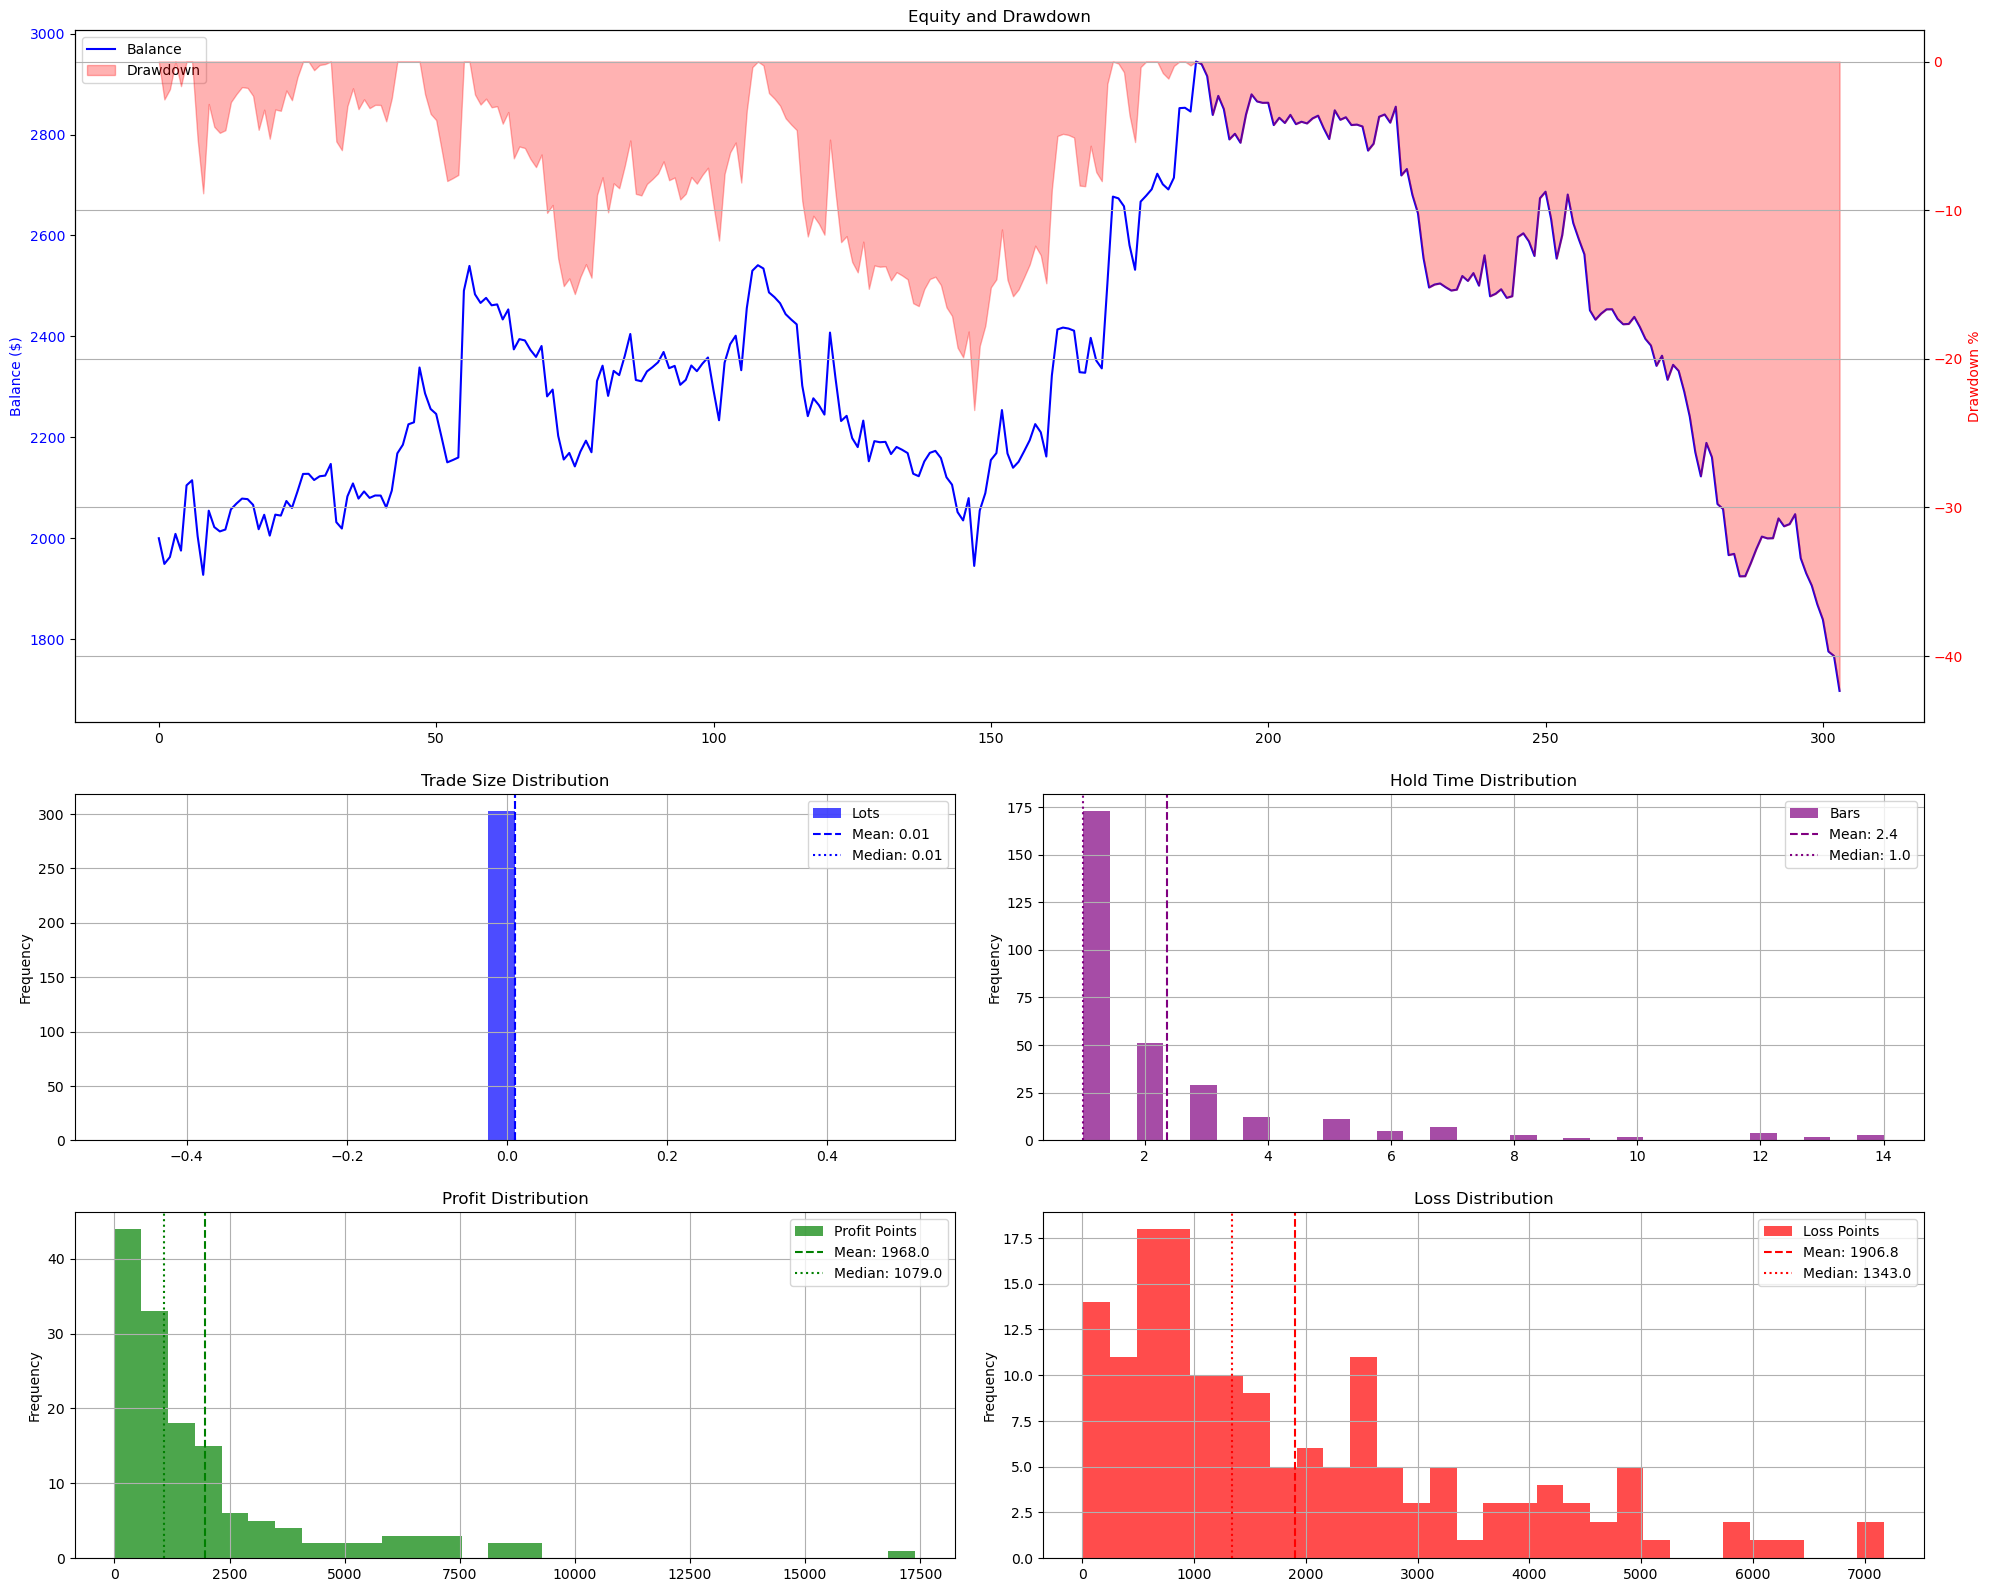 Equity and Drawdown
Balance
Drawdown
3000
2800
2600
2400
2200
2000
1800
Balance ($)
0
−10
−20
−30
−40
Drawdown %
0 50 100 150 200 250 300
Trade Size Distribution
Lots
Mean: 0.01
Median: 0.01
300
250
200
150
100
50
0
Frequency
−0.4 −0.2 0.0 0.2 0.4
Hold Time Distribution
Bars
Mean: 2.4
Median: 1.0
175
150
125
100
75
50
25
0
Frequency
2 4 6 8 10 12 14
Profit Distribution
Profit Points
Mean: 1968.0
Median: 1079.0
40
30
20
10
0
Frequency
0 2500 5000 7500 10000 12500 15000 17500
Loss Distribution
Loss Points
Mean: 1906.8
Median: 1343.0
17.5
15.0
12.5
10.0
7.5
5.0
2.5
0.0
Frequency
0 1000 2000 3000 4000 5000 6000 7000